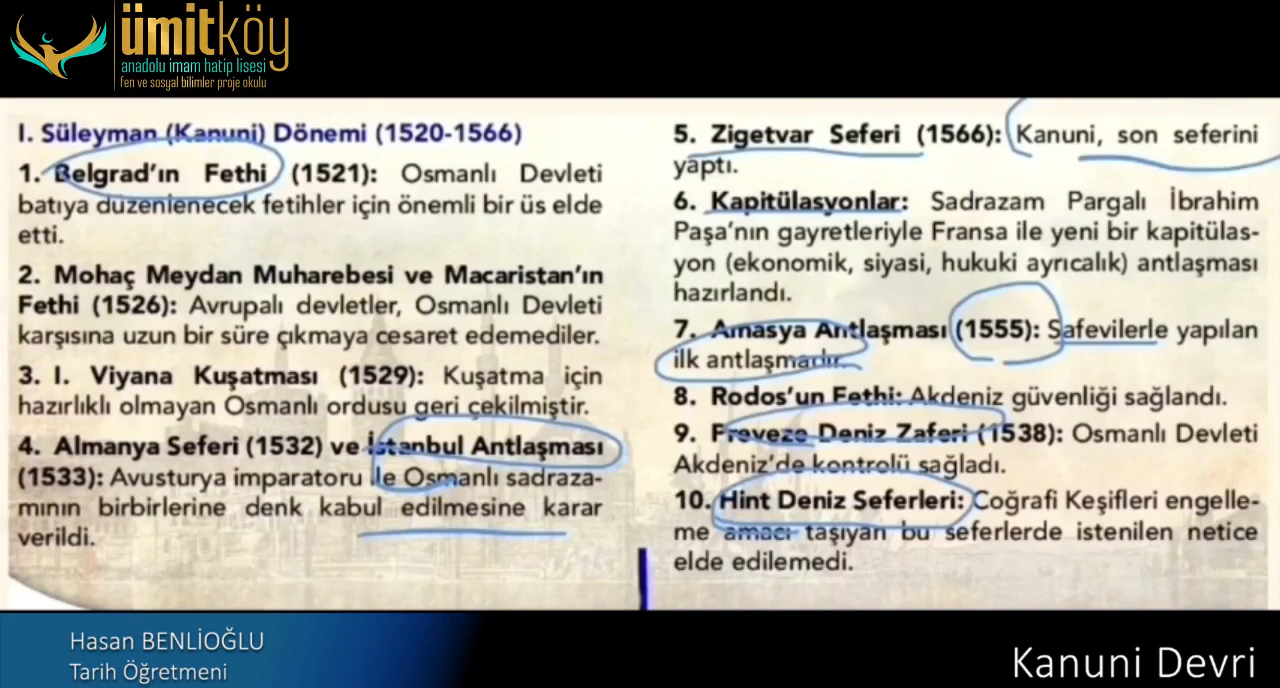 ümitköy
anadolu imam hatip lisesi
fen ve sosyal bilimler proje okulu
I. Süleyman (Kanuni) Dönemi (1520-1566)
1. Belgrad'ın Fethi (1521): Osmanlı Devleti
batıya düzenlenecek fetihler için önemli bir üs elde
etti.
2. Mohaç Meydan Muharebesi ve Macaristan'ın
Fethi (1526): Avrupalı devletler, Osmanlı Devleti
karşısına uzun bir süre çıkmaya cesaret edemediler.
3. I. Viyana Kuşatması (1529): Kuşatma için
hazırlıklı olmayan Osmanlı ordusu geri çekilmiştir.
4. Almanya Seferi (1532) ve İstanbul Antlaşması
(1533): Avusturya imparatoru ile Osmanlı sadraza-
mının birbirlerine denk kabul edilmesine karar
verildi.
5. Zigetvar Seferi (1566): Kanuni, son seferini
yaptı.
6. Kapitülasyonlar: Sadrazam Pargalı İbrahim
Paşa'nın gayretleriyle Fransa ile yeni bir kapitülas-
yon (ekonomik, siyasi, hukuki ayrıcalık) antlaşması
hazırlandı.
7. Amasya Antlaşması (1555): Safevilerle yapılan
ilk antlaşmadır.
8. Rodos'un Fethi: Akdeniz güvenliği sağlandı.
9. Preveze Deniz Zaferi (1538): Osmanlı Devleti
Akdeniz'de kontrolü sağladı.
10. Hint Deniz Seferleri: Coğrafi Keşifleri engelle-
me amacı taşıyan bu seferlerde istenilen netice
elde edilemedi.
Hasan BENLİOĞLU
Tarih Öğretmeni
Kanuni Devri